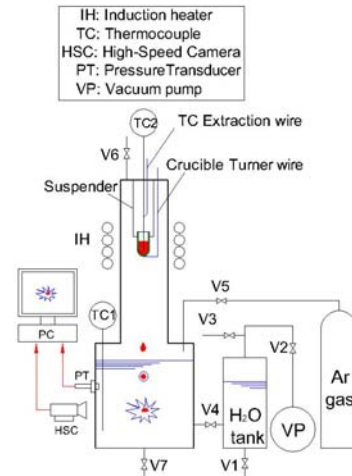 IH: Induction heater
TC: Thermocouple
HSC: High-Speed Camera
PT: PressureTransducer
VP: Vacuum pump
TC2
TC Extraction wire
V6
Crucible Turner wire
Suspender
IH
V5
TC1
V3
PC
V2
Ar
gas
PT
V4
H₂O
tank
VP
HSC
V7
V1